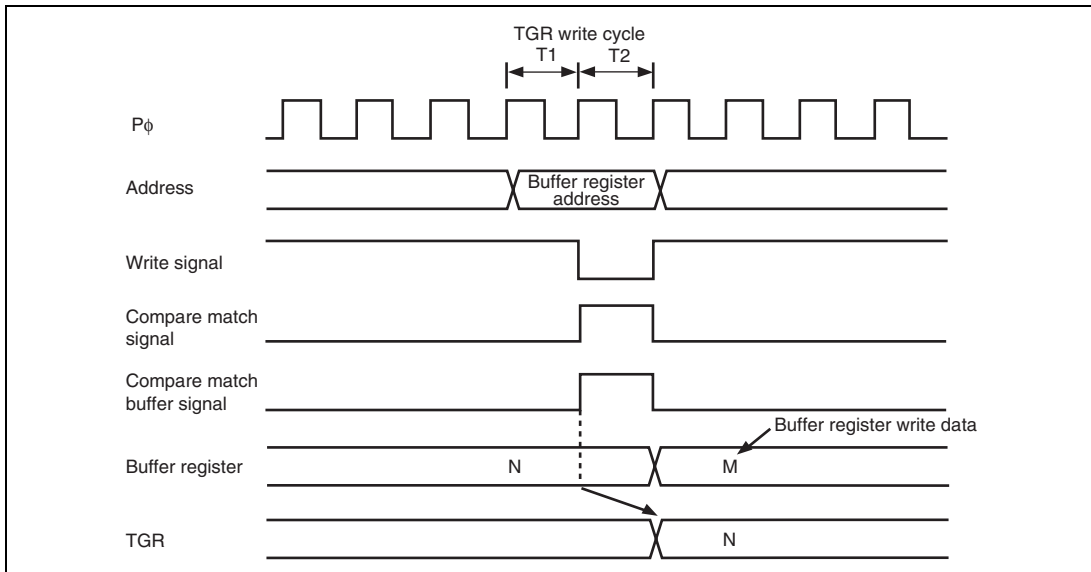 TGR write cycle
T1 T2
Pϕ
Address
Buffer register
address
Write signal
Compare match
signal
Compare match
buffer signal
Buffer register write data
Buffer register
N M
TGR
N